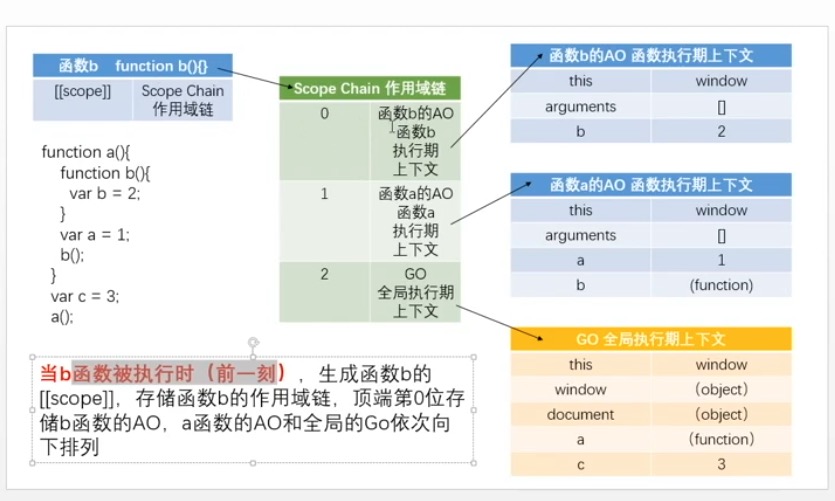 函数b function b(){}
[[scope]] Scope Chain
作用域链
function a(){
function b(){
var b = 2;
}
var a = 1;
b();
}
var c = 3;
a();
Scope Chain 作用域链
0 函数b的AO
函数b
执行期
上下文
1 函数a的AO
函数a
执行期
上下文
2 GO
全局执行期
上下文
函数b的AO 函数执行期上下文
this window
arguments []
b 2
函数a的AO 函数执行期上下文
this window
arguments []
a 1
b (function)
GO 全局执行期上下文
this window
window (object)
document (object)
a (function)
c 3
当b函数被执行时（前一刻），生成函数b的
[[scope]]，存储函数b的作用域链，顶端第0位存
储b函数的AO，a函数的AO和全局的Go依次向
下排列